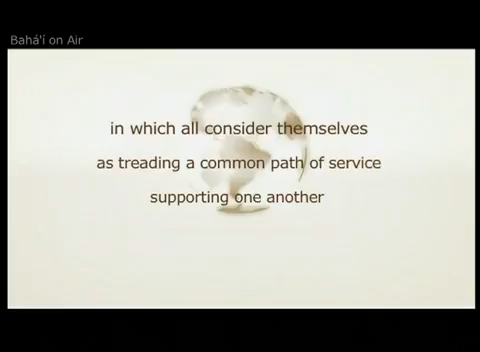 Bahá'í on Air
in which all consider themselves
as treading a common path of service
supporting one another